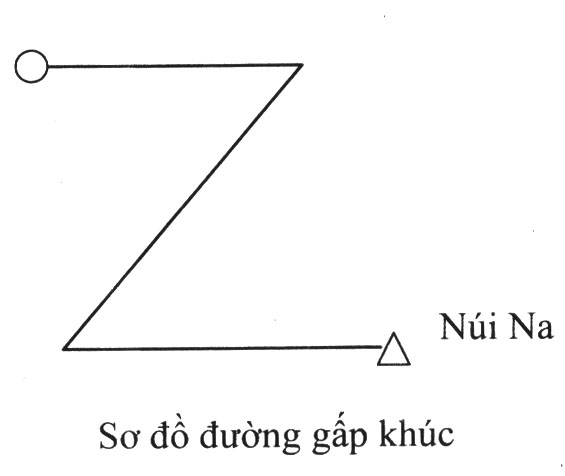 Núi Na
Sơ đồ đường gấp khúc